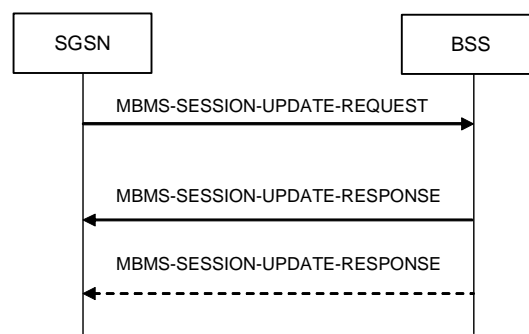 SGSN
BSS
MBMS-SESSION-UPDATE-REQUEST
MBMS-SESSION-UPDATE-RESPONSE
MBMS-SESSION-UPDATE-RESPONSE